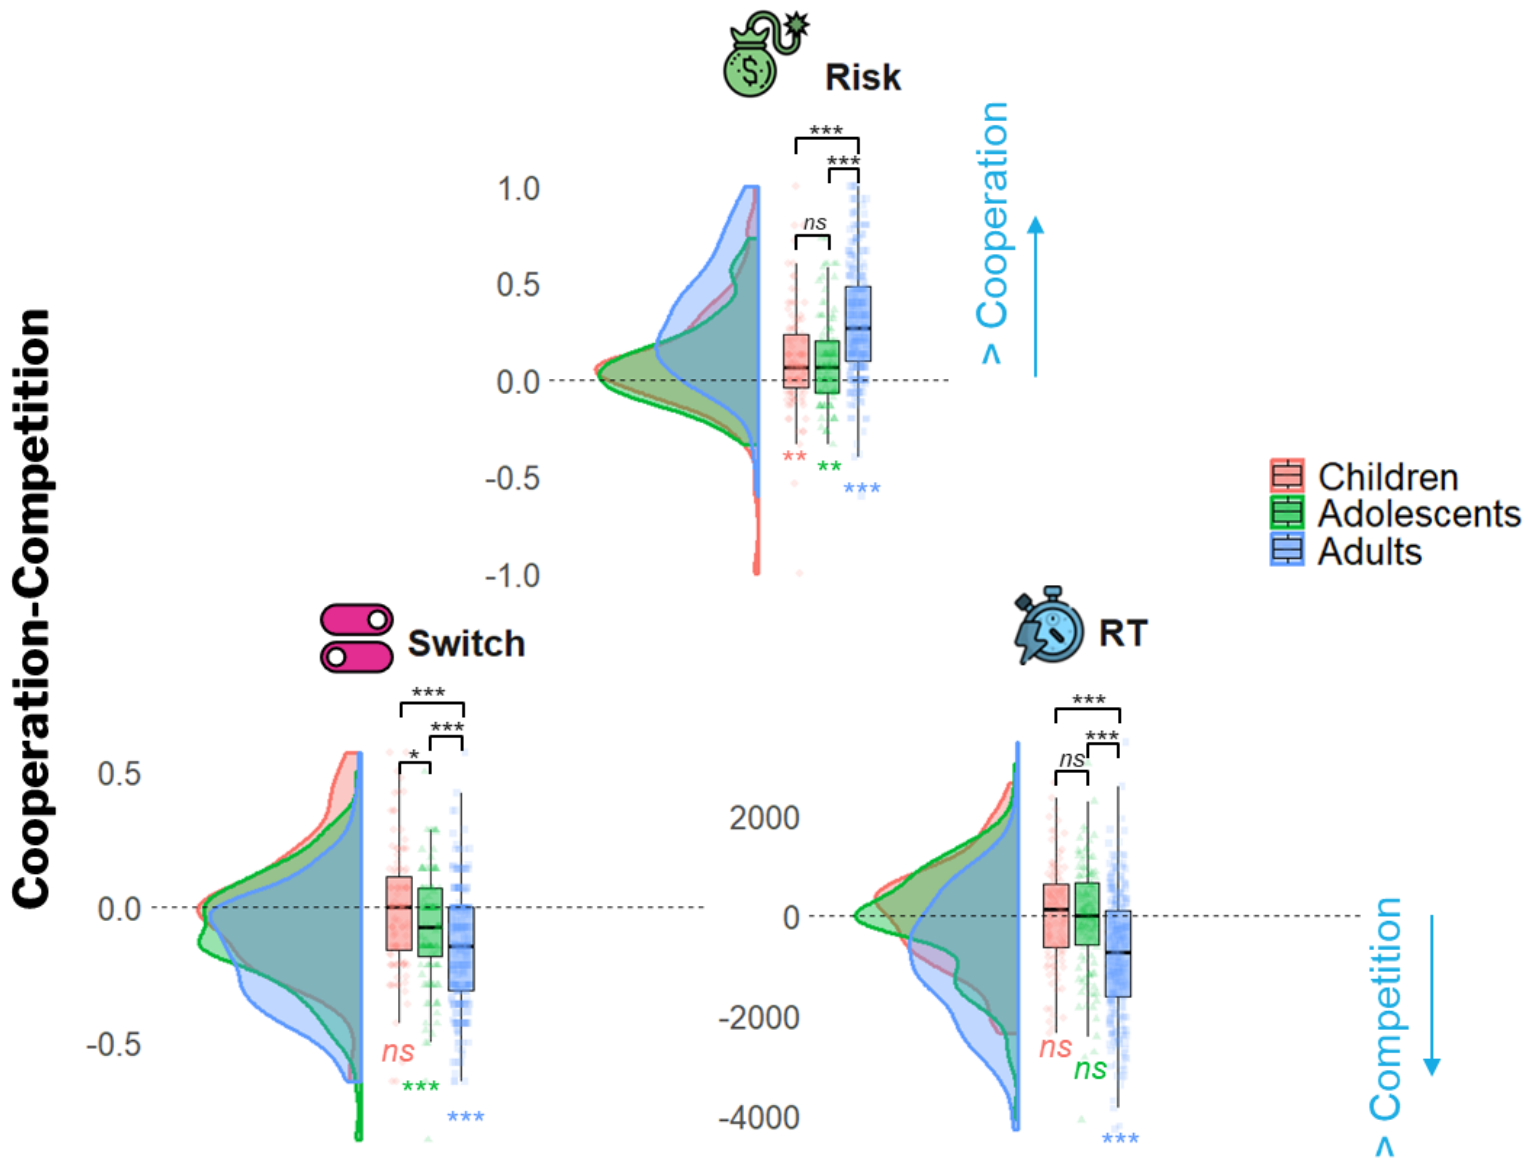 $
Risk
> Cooperation
***
***
ns
1.0
0.5
0.0
-0.5
-1.0
**
**
***
Cooperation-Competition
Children
Adolescents
Adults
Switch
***
***
*
0.5
0.0
-0.5
ns
***
***
RT
***
***
ns
2000
0
-2000
-4000
ns
ns
***
> Competition